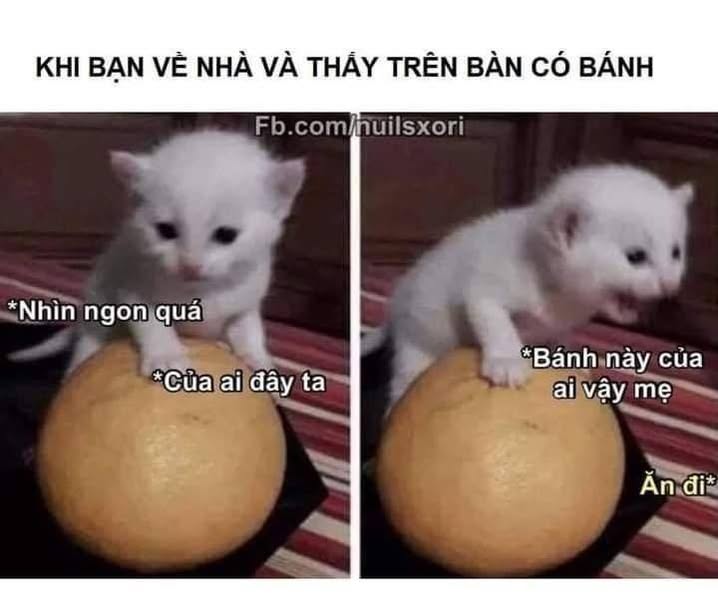 KHI BẠN VỀ NHÀ VÀ THẤY TRÊN BÀN CÓ BÁNH
Fb.com/nuilsxori
*Nhìn ngon quá
*Của ai đây ta
*Bánh này của
ai vậy mẹ
Ăn đi*